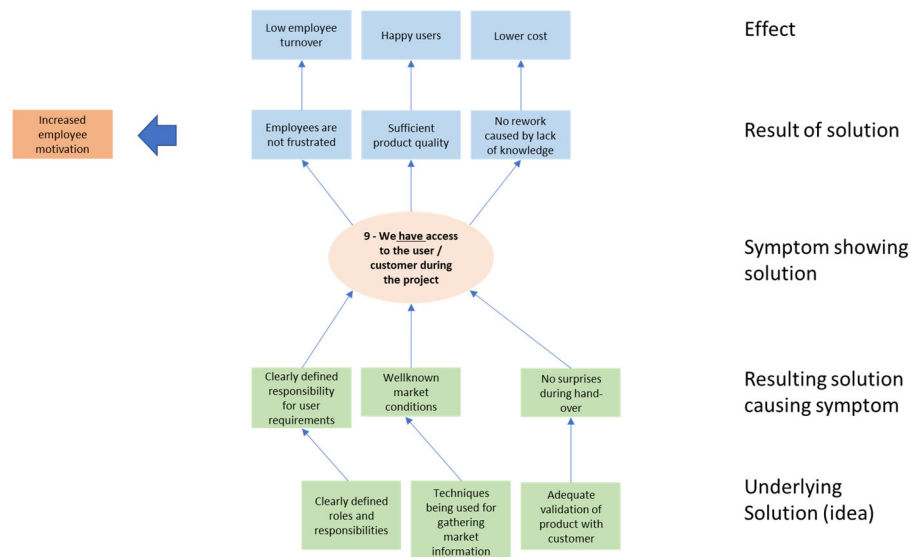 Low employee
turnover
Happy users
Lower cost
Effect
Increased
employee
motivation
Employees are
not frustrated
Sufficient
product quality
No rework
caused by lack
of knowledge
Result of solution
9 - We have access
to the user /
customer during
the project
Symptom showing
solution
Clearly defined
responsibility
for user
requirements
Wellknown
market
conditions
No surprises
during hand-
over
Resulting solution
causing symptom
Clearly defined
roles and
responsibilities
Techniques
being used for
gathering
market
information
Adequate
validation of
product with
customer
Underlying
Solution (idea)